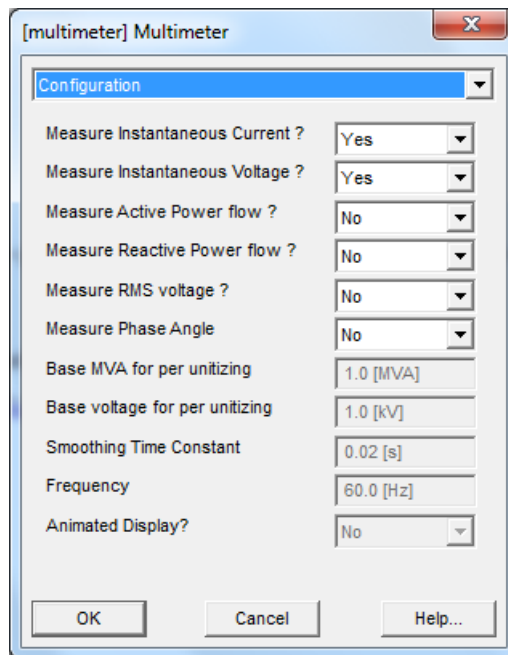 [multimeter] Multimeter
Configuration
Measure Instantaneous Current ? Yes
Measure Instantaneous Voltage ? Yes
Measure Active Power flow ? No
Measure Reactive Power flow ? No
Measure RMS voltage ? No
Measure Phase Angle No
Base MVA for per unitizing 1.0 [MVA]
Base voltage for per unitizing 1.0 [kV]
Smoothing Time Constant 0.02 [s]
Frequency 60.0 [Hz]
Animated Display? No
OK Cancel Help...